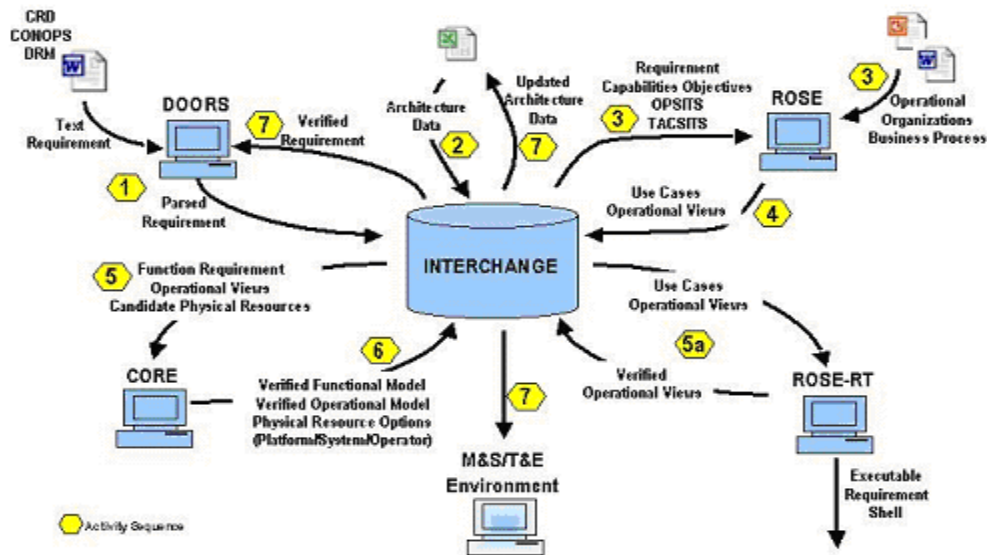 CRD
CONOPS
DRM
W
DOORS
Text
Requirement
1
7
Verified
Requirement
Parsed
Requirement
Architecture
Data
2
Updated
Architecture
Data
7
Requirement
Capabilities Objectives
OPSITS
TACSITS
3
ROSE
W
3
Operational
Organizations
Business Process
Use Cases
Operational Views
4
INTERCHANGE
5
Function Requirement
Operational Views
Candidate Physical Resources
Use Cases
Operational Views
CORE
6
Verified Functional Model
Verified Operational Model
Physical Resource Options
(Platform/System/Operator)
7
5a
Verified
Operational Views
ROSE-RT
M&S/T&E
Environment
Executable
Requirement
Shell
Activity Sequence